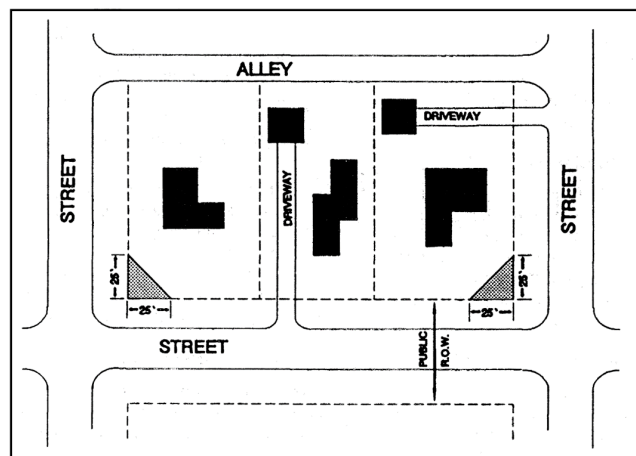 ALLEY
DRIVEWAY
STREET
STREET
DRIVEWAY
25'
25'
25'
25'
STREET
PUBLIC
R.O.W.